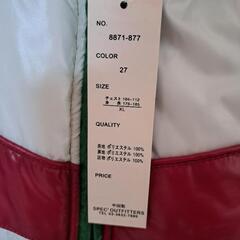 NO.
8871-877
COLOR
27
SIZE
チェスト 104-112
身　長 175-185
XL
QUALITY
表地 ポリエステル 100%
裏地 ポリエステル 100%
中綿 ポリエステル 100%
PRICE
中国製
SPEC' OUTFITTERS